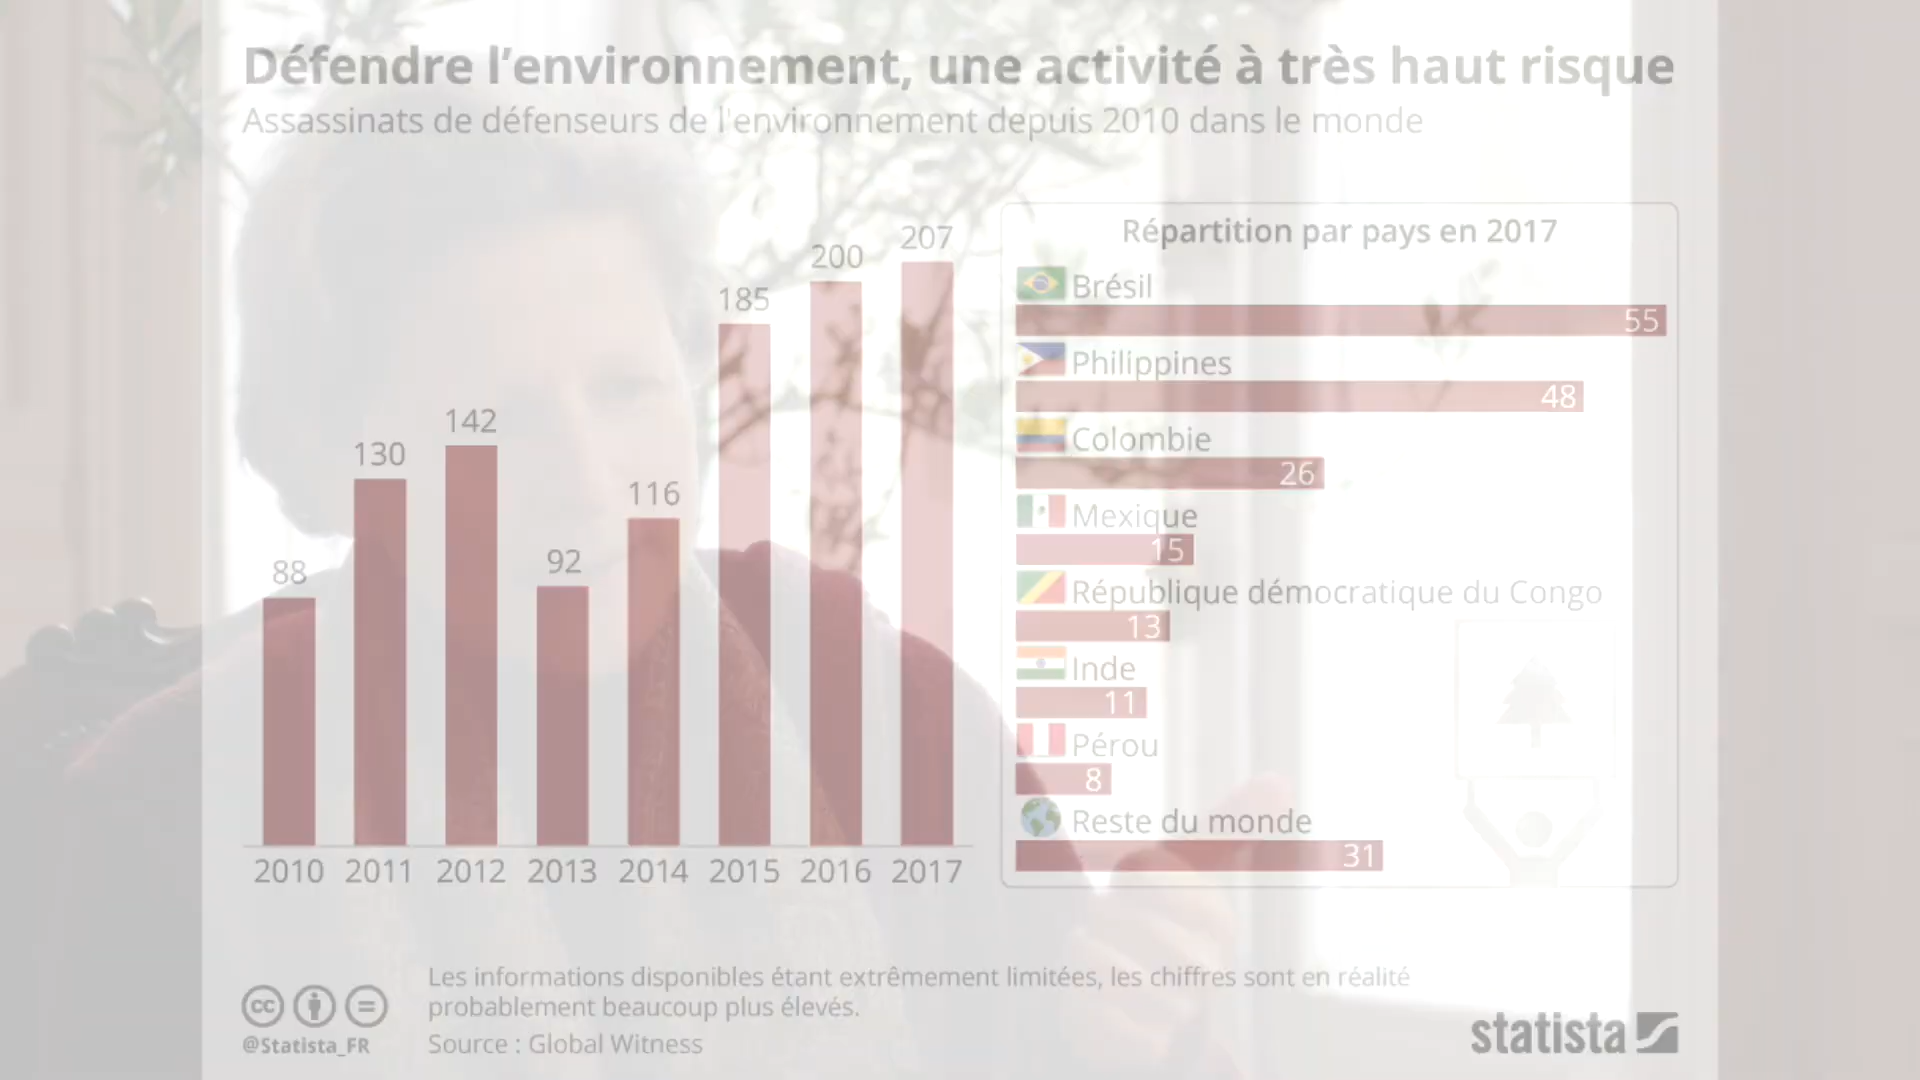 Défendre l’environnement, une activité à très haut risque
Assassinats de défenseurs de l'environnement depuis 2010 dans le monde
88
130
142
92
116
185
200
207
2010 2011 2012 2013 2014 2015 2016 2017
Répartition par pays en 2017
Brésil
55
Philippines
48
Colombie
26
Mexique
15
République démocratique du Congo
13
Inde
11
Pérou
8
Reste du monde
31
Les informations disponibles étant extrêmement limitées, les chiffres sont en réalité
probablement beaucoup plus élevés.
Source : Global Witness
cc
@Statista_FR
statista